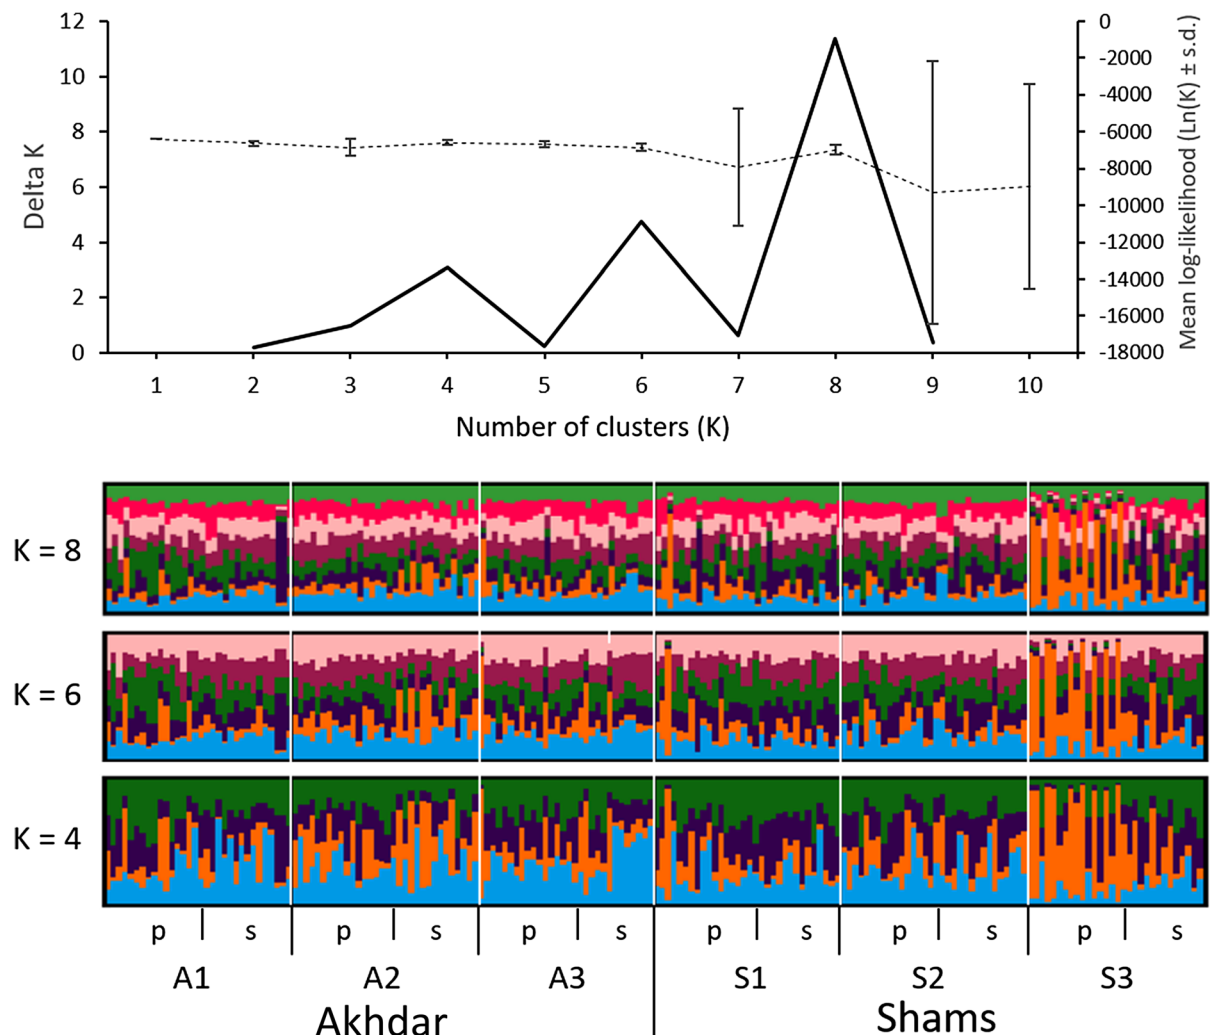 Delta K
12
10
8
6
4
2
0
0
-2000
-4000
-6000
-8000
-10000
-12000
-14000
-16000
-18000
Mean log-likelihood (Ln(K) ± s.d.)
1 2 3 4 5 6 7 8 9 10
Number of clusters (K)
K = 8
K = 6
K = 4
p | s p | s p | s p | s p | s p | s
A1 A2 A3 S1 S2 S3
Akhdar Shams